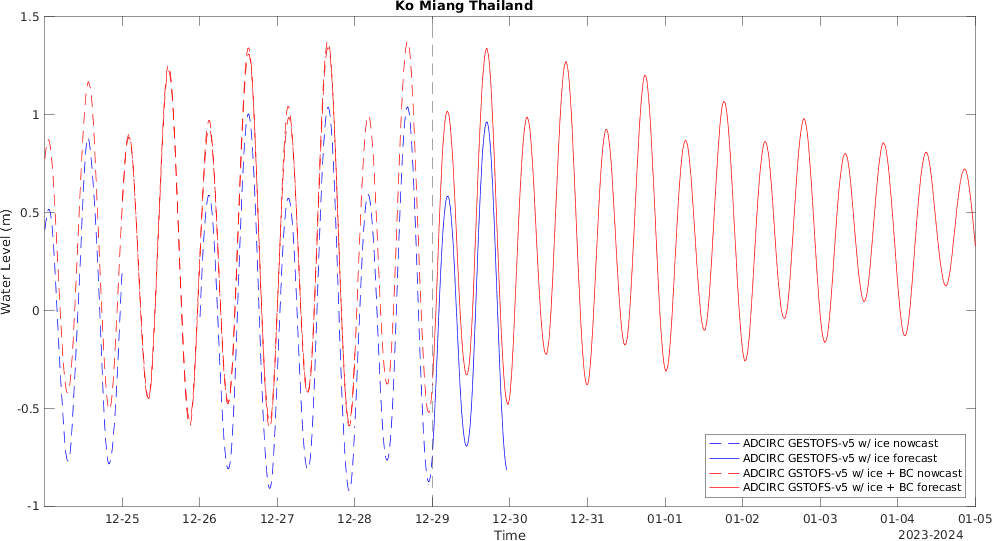 Ko Miang Thailand
1.5
1
0.5
0
-0.5
-1
Water Level (m)
12-25 12-26 12-27 12-28 12-29 12-30 12-31 01-01 01-02 01-03 01-04 01-05
Time
2023-2024
ADCIRC GESTOFS-v5 w/ ice nowcast
ADCIRC GESTOFS-v5 w/ ice forecast
ADCIRC GSTOFS-v5 w/ ice + BC nowcast
ADCIRC GSTOFS-v5 w/ ice + BC forecast